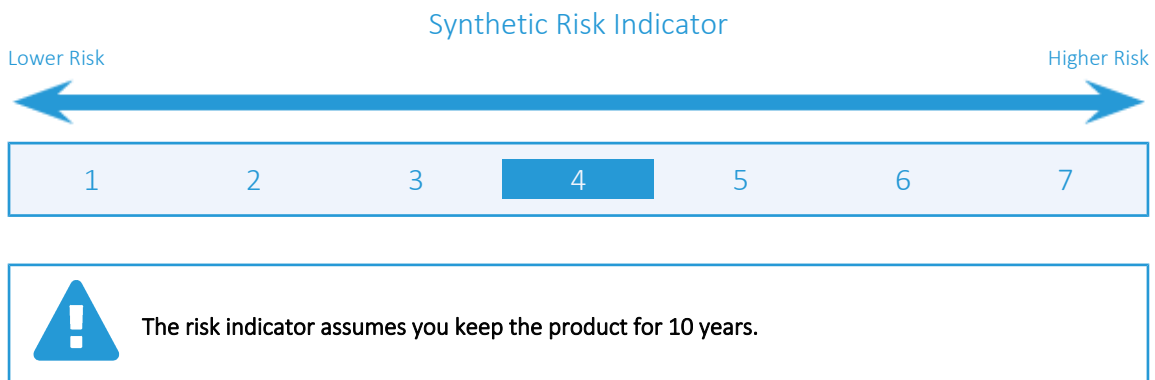 Synthetic Risk Indicator
Lower Risk Higher Risk
1 2 3 4 5 6 7
The risk indicator assumes you keep the product for 10 years.